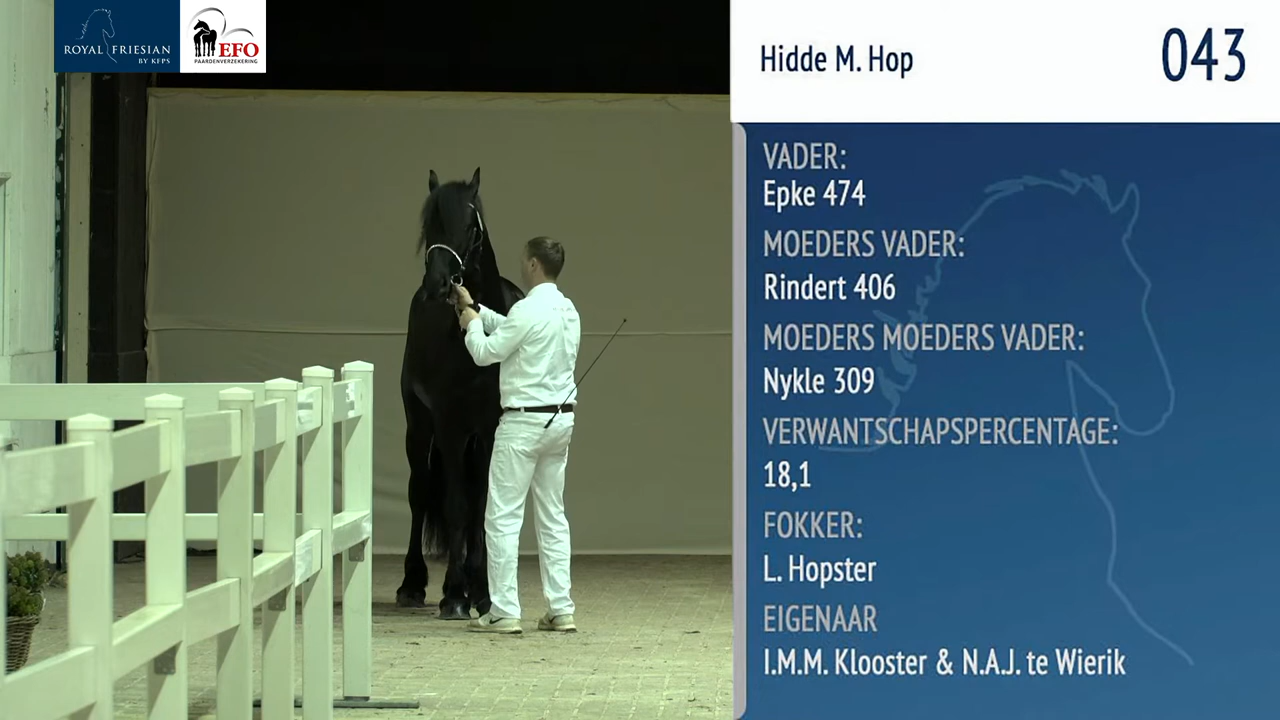 ROYAL FRIESIAN
BY KFPS
EFO
PAARDENVERZEKERING
Hidde M. Hop
043
VADER:
Epke 474
MOEDERS VADER:
Rindert 406
MOEDERS MOEDERS VADER:
Nykle 309
VERWANTSCHAPSPERCENTAGE:
18,1
FOKKER:
L. Hopster
EIGENAAR
I.M.M. Klooster & N.A.J. te Wierik